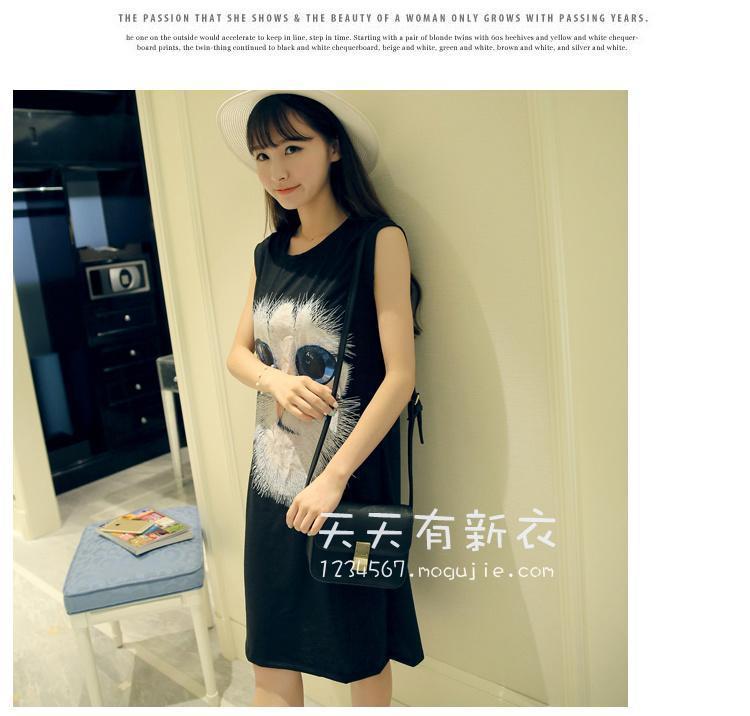 THE PASSION THAT SHE SHOWS & THE BEAUTY OF A WOMAN ONLY GROWS WITH PASSING YEARS.
he one on the outside would accelerate to keep in line, step in time. Starting with a pair of blonde twins with 60s beehives and yellow and white chequer-
board prints, the twin-thing continued to black and white chequerboard, beige and white, green and white, brown and white, and silver and white.
天天有新衣
1234567.mogujie.com